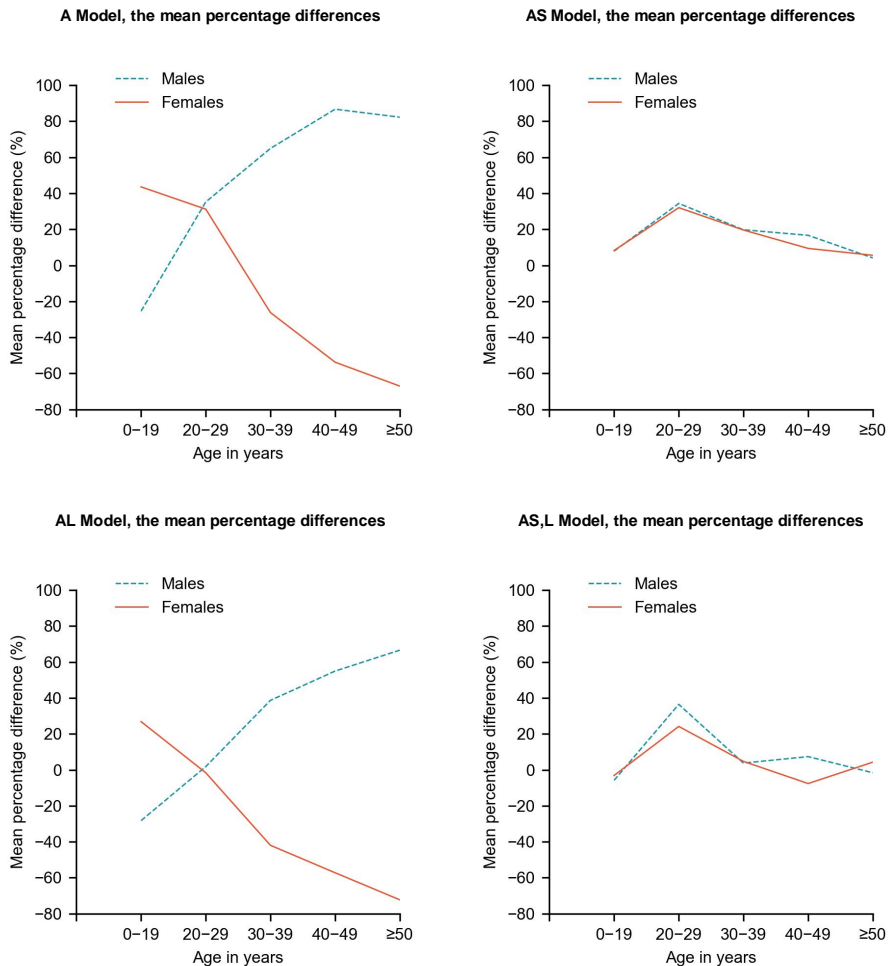 A Model, the mean percentage differences
Males
Females
Mean percentage difference (%)
100
80
60
40
20
0
−20
−40
−60
−80
0−19 20−29 30−39 40−49 ≥50
Age in years
AS Model, the mean percentage differences
Males
Females
Mean percentage difference (%)
100
80
60
40
20
0
−20
−40
−60
−80
0−19 20−29 30−39 40−49 ≥50
Age in years
AL Model, the mean percentage differences
Males
Females
Mean percentage difference (%)
100
80
60
40
20
0
−20
−40
−60
−80
0−19 20−29 30−39 40−49 ≥50
Age in years
AS,L Model, the mean percentage differences
Males
Females
Mean percentage difference (%)
100
80
60
40
20
0
−20
−40
−60
−80
0−19 20−29 30−39 40−49 ≥50
Age in years